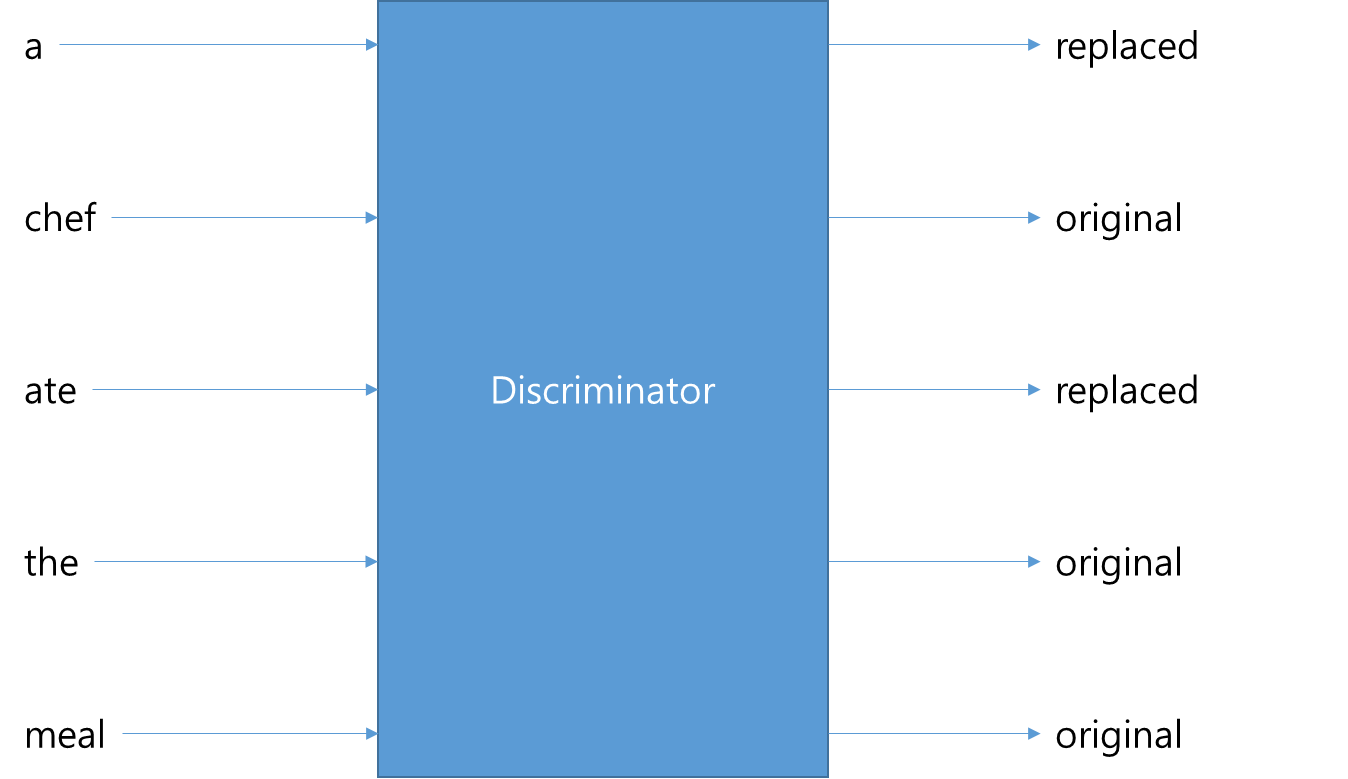 a
replaced
chef
original
ate
Discriminator
replaced
the
original
meal
original